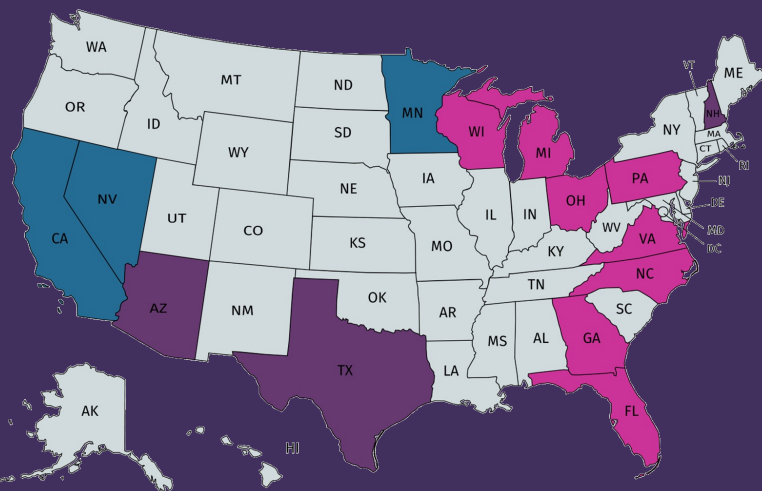 WA
MT
ND
MN
OR
ID
SD
WY
WI
MI
VT
ME
NH
NY
MA
CT
RI
NV
CA
UT
CO
NE
KS
IA
MO
IL
IN
OH
PA
NJ
DE
MD
DC
WV
VA
KY
NC
TN
SC
AZ
NM
OK
AR
TX
LA
MS
AL
GA
FL
AK
HI